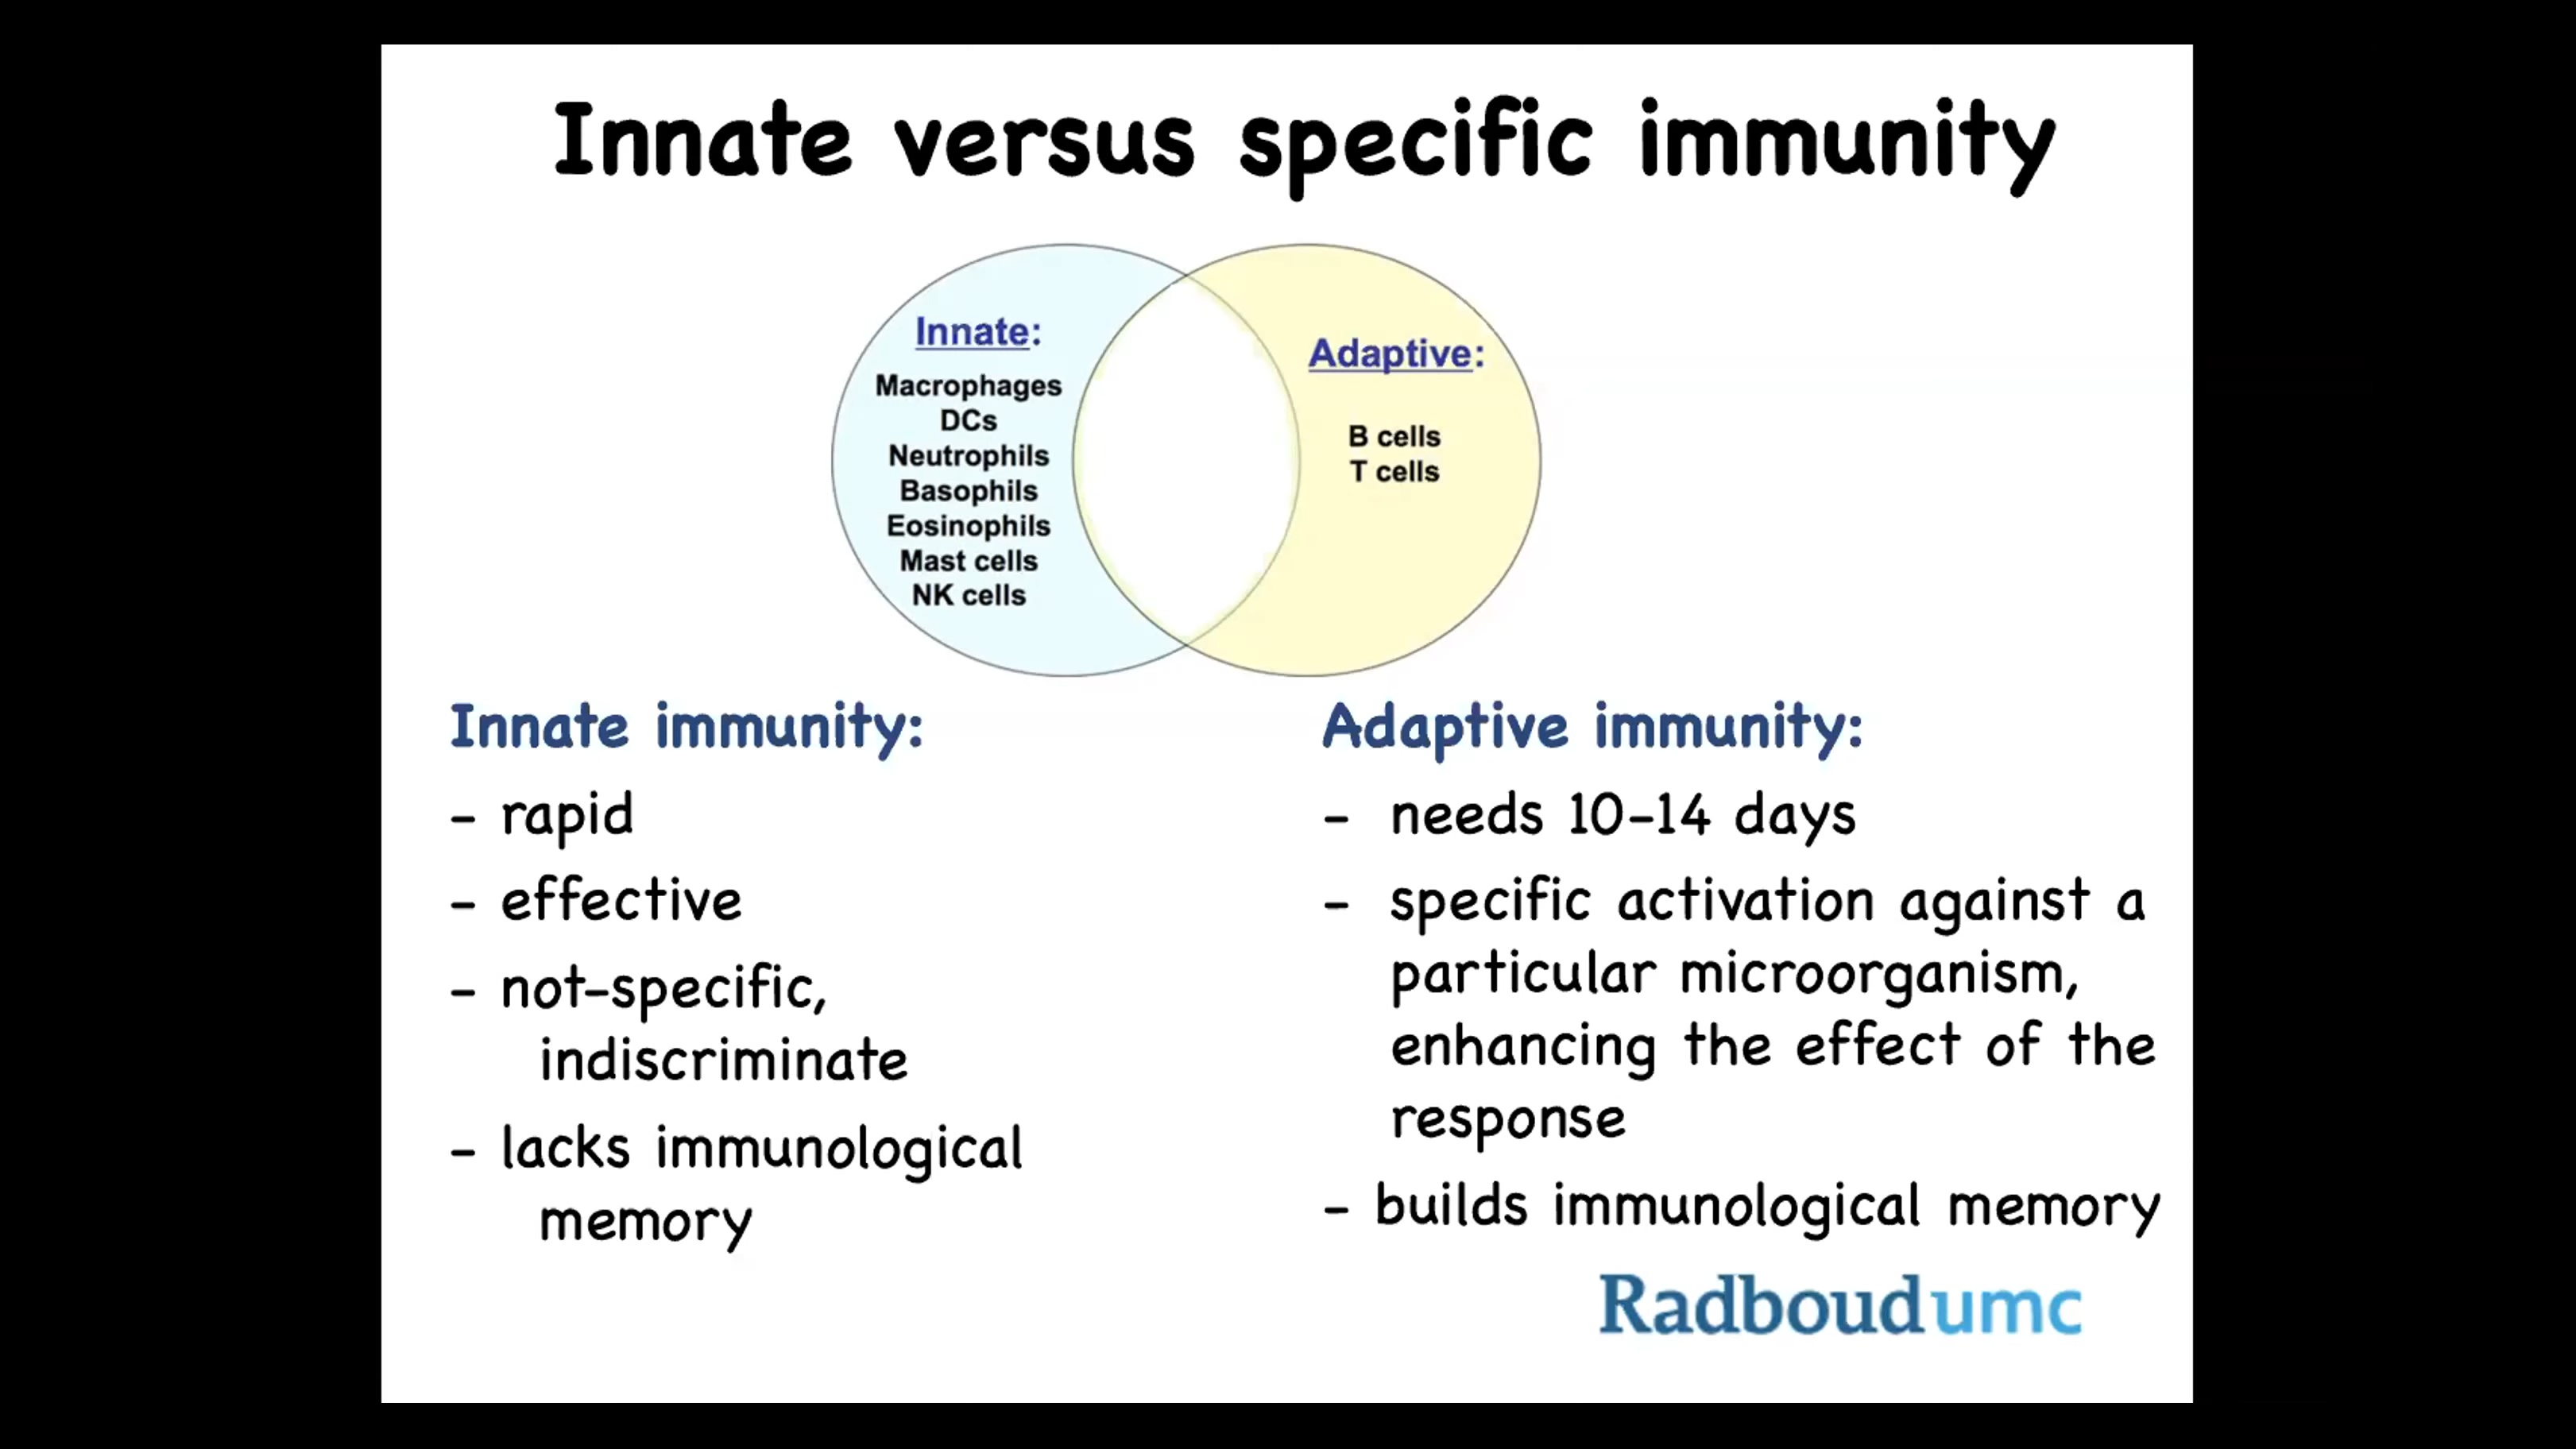 Innate versus specific immunity
Innate:
Macrophages
DCs
Neutrophils
Basophils
Eosinophils
Mast cells
NK cells
Adaptive:
B cells
T cells
Innate immunity:
- rapid
- effective
- not-specific,
indiscriminate
- lacks immunological
memory
Adaptive immunity:
- needs 10-14 days
- specific activation against a
particular microorganism,
enhancing the effect of the
response
- builds immunological memory
Radboudumc